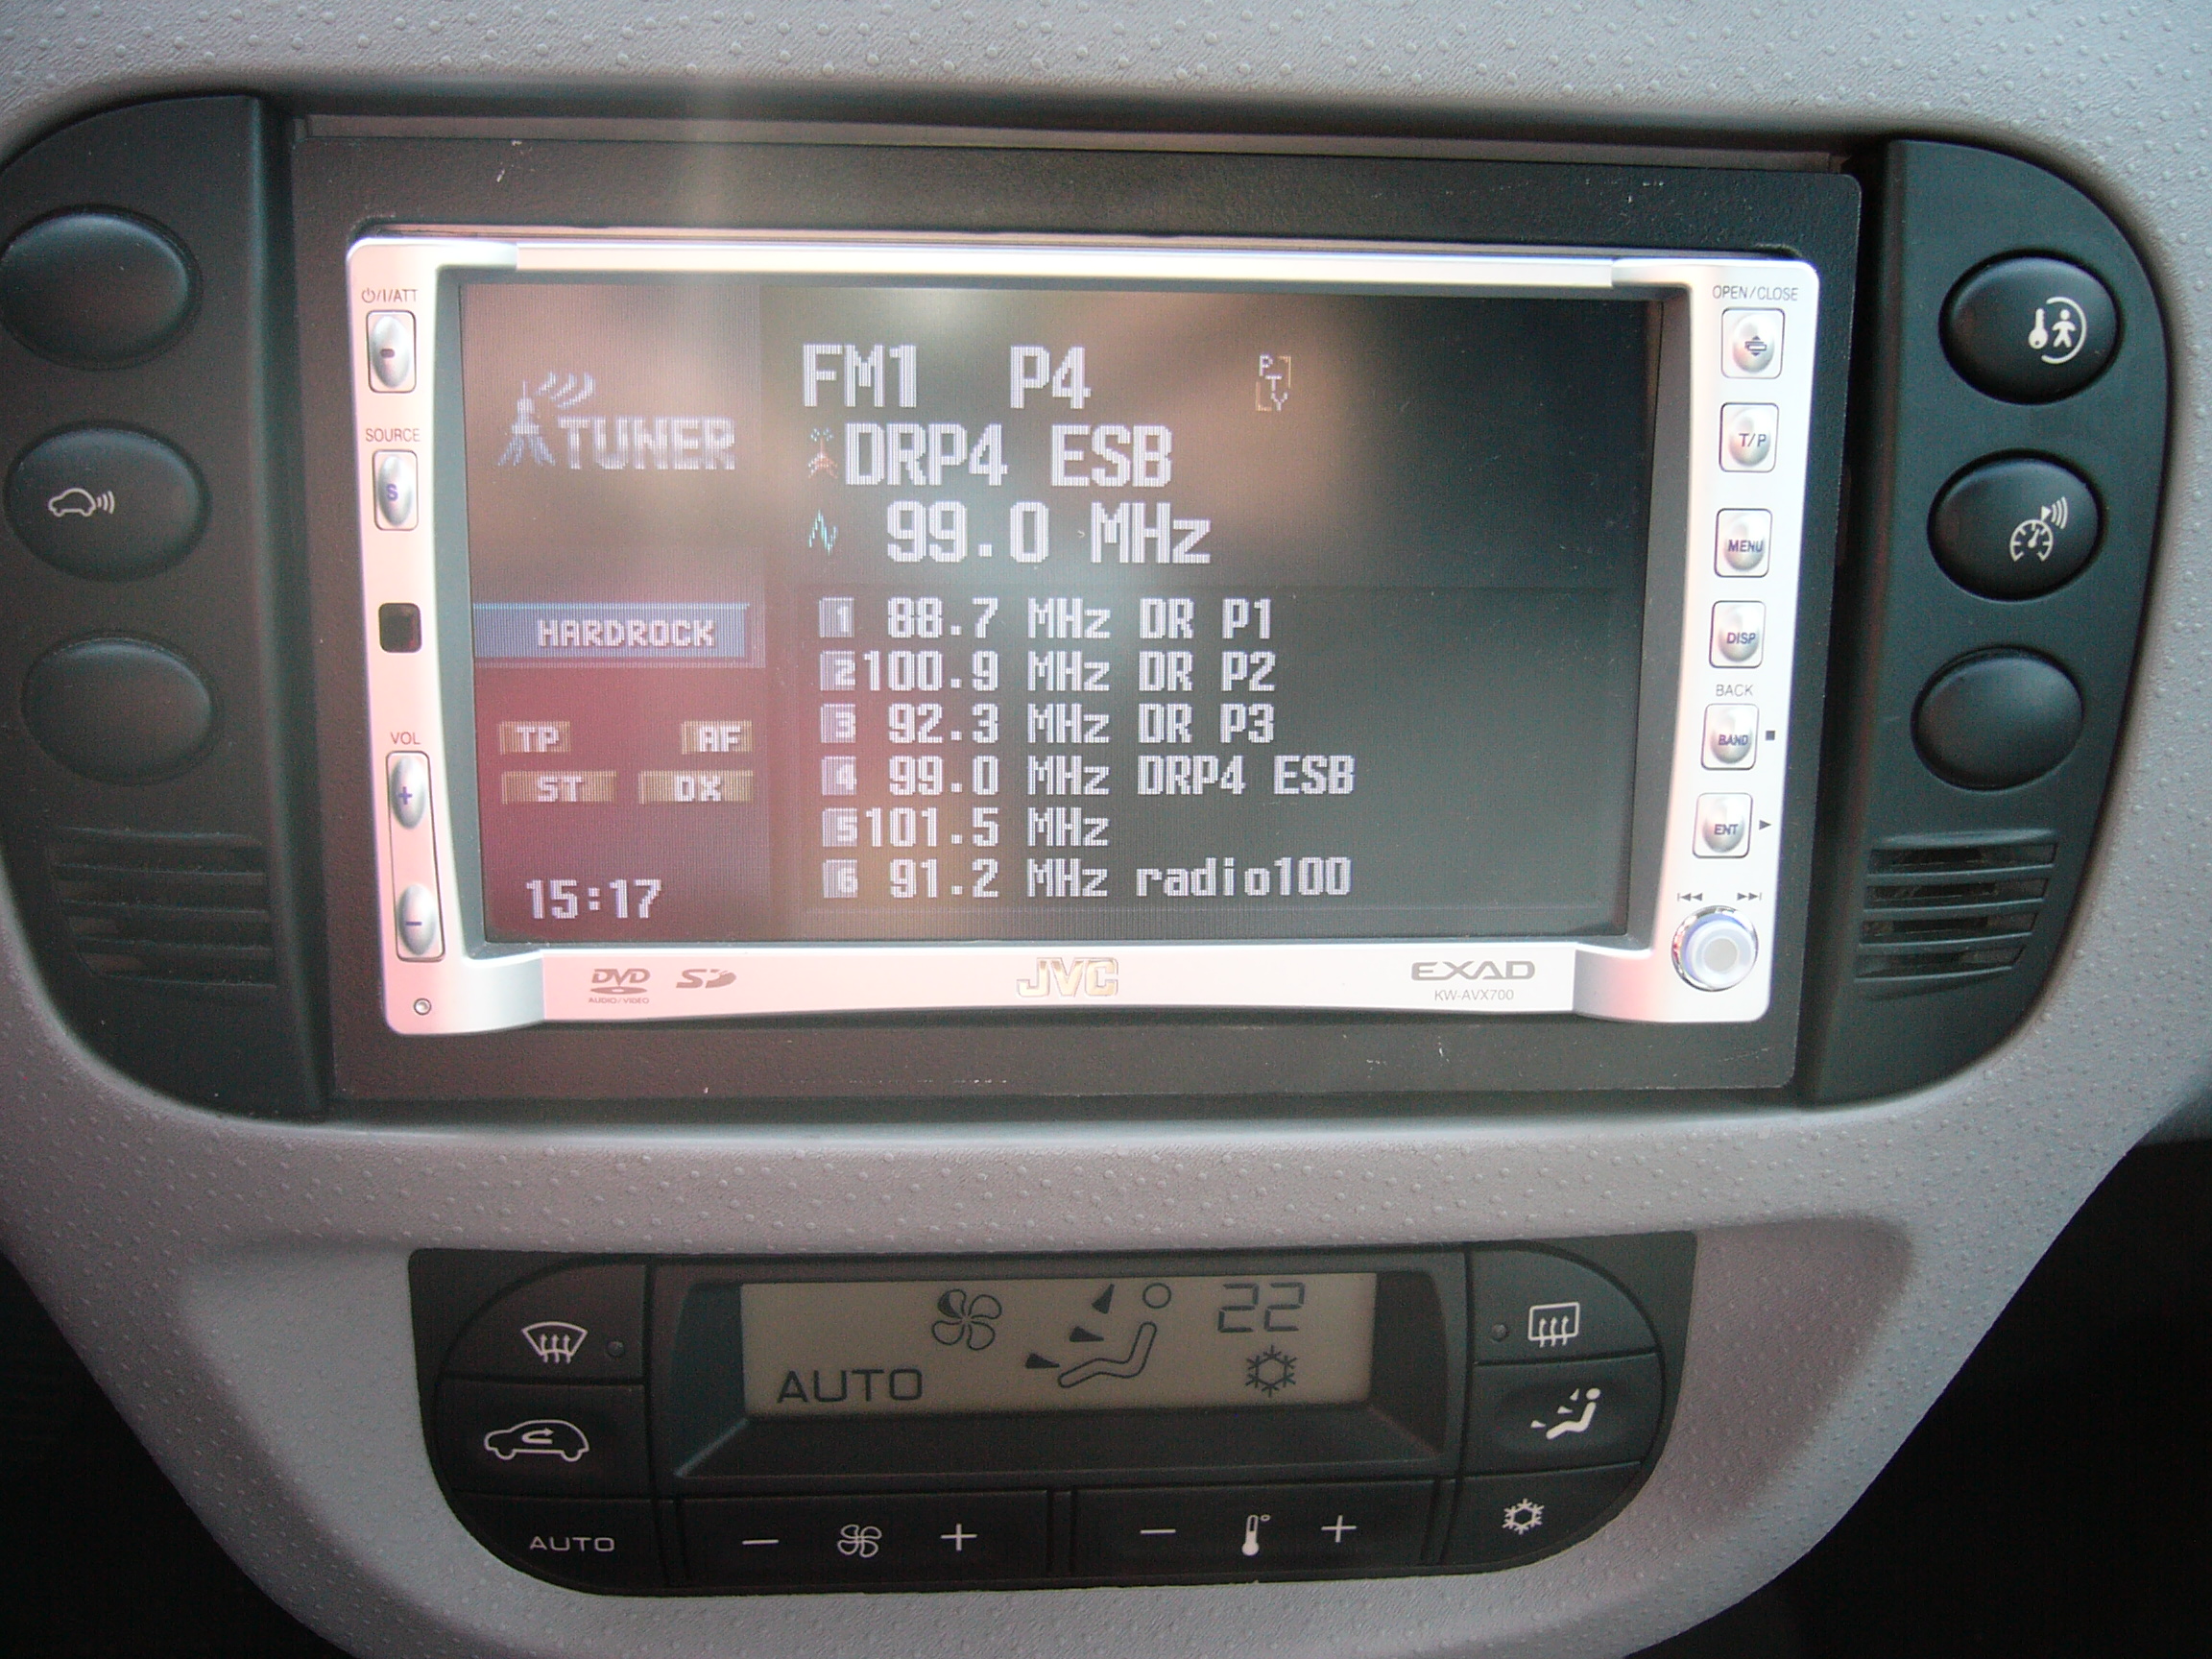 ⏻/I/ATT
OPEN/CLOSE
FM1 P4
PTY
TUNER
DRP4 ESB
T/P
SOURCE
S
99.0 MHz
MENU
HARDROCK
1 88.7 MHz DR P1
DISP
2 100.9 MHz DR P2
BACK
TP AF
3 92.3 MHz DR P3
BAND
VOL
+
ST DX
4 99.0 MHz DRP4 ESB
5 101.5 MHz
ENT
15:17
6 91.2 MHz radio100
-
DVD
AUDIO/VIDEO
SD
JVC
EXAD
KW-AVX700
22
AUTO
AUTO
- +
- +